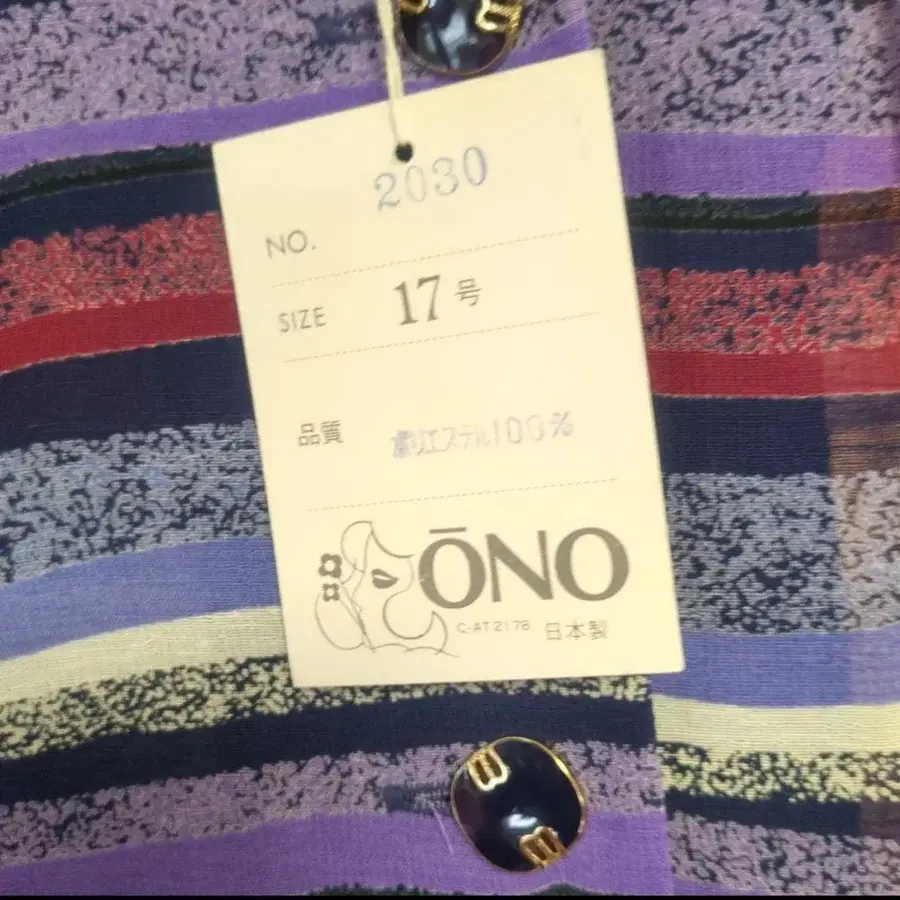 2030
NO.
SIZE 17号
品質 ポリエステル100%
ŌNO
C-AT2178 日本製